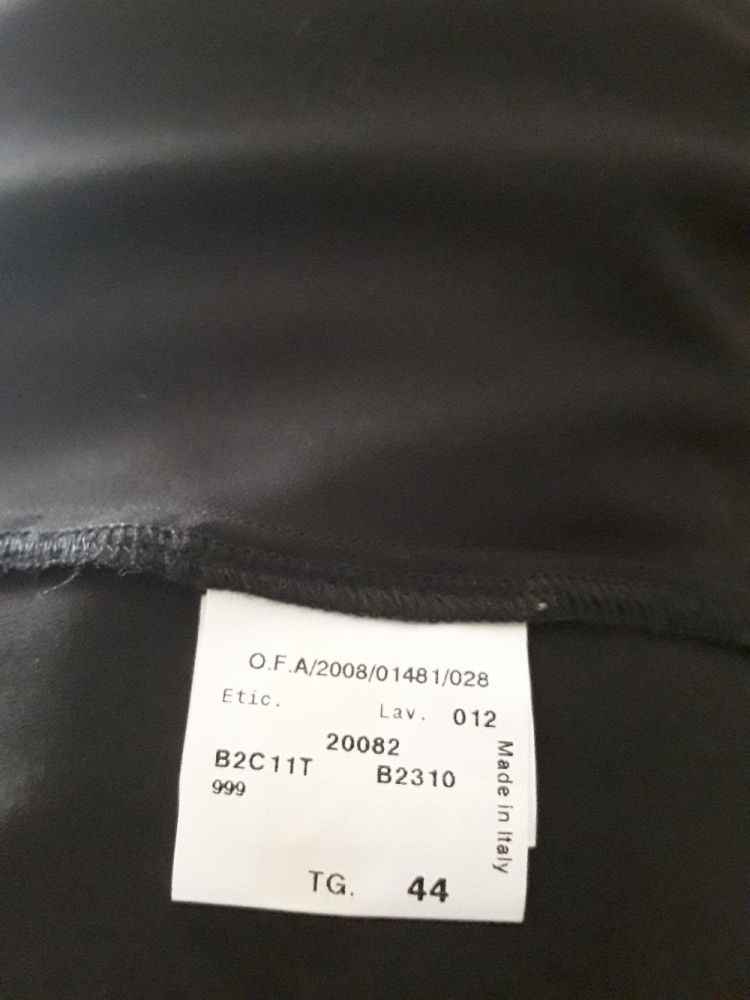 O.F.A/2008/01481/028
Etic. Lav. 012
20082
B2C11T B2310
999
TG. 44
Made in Italy